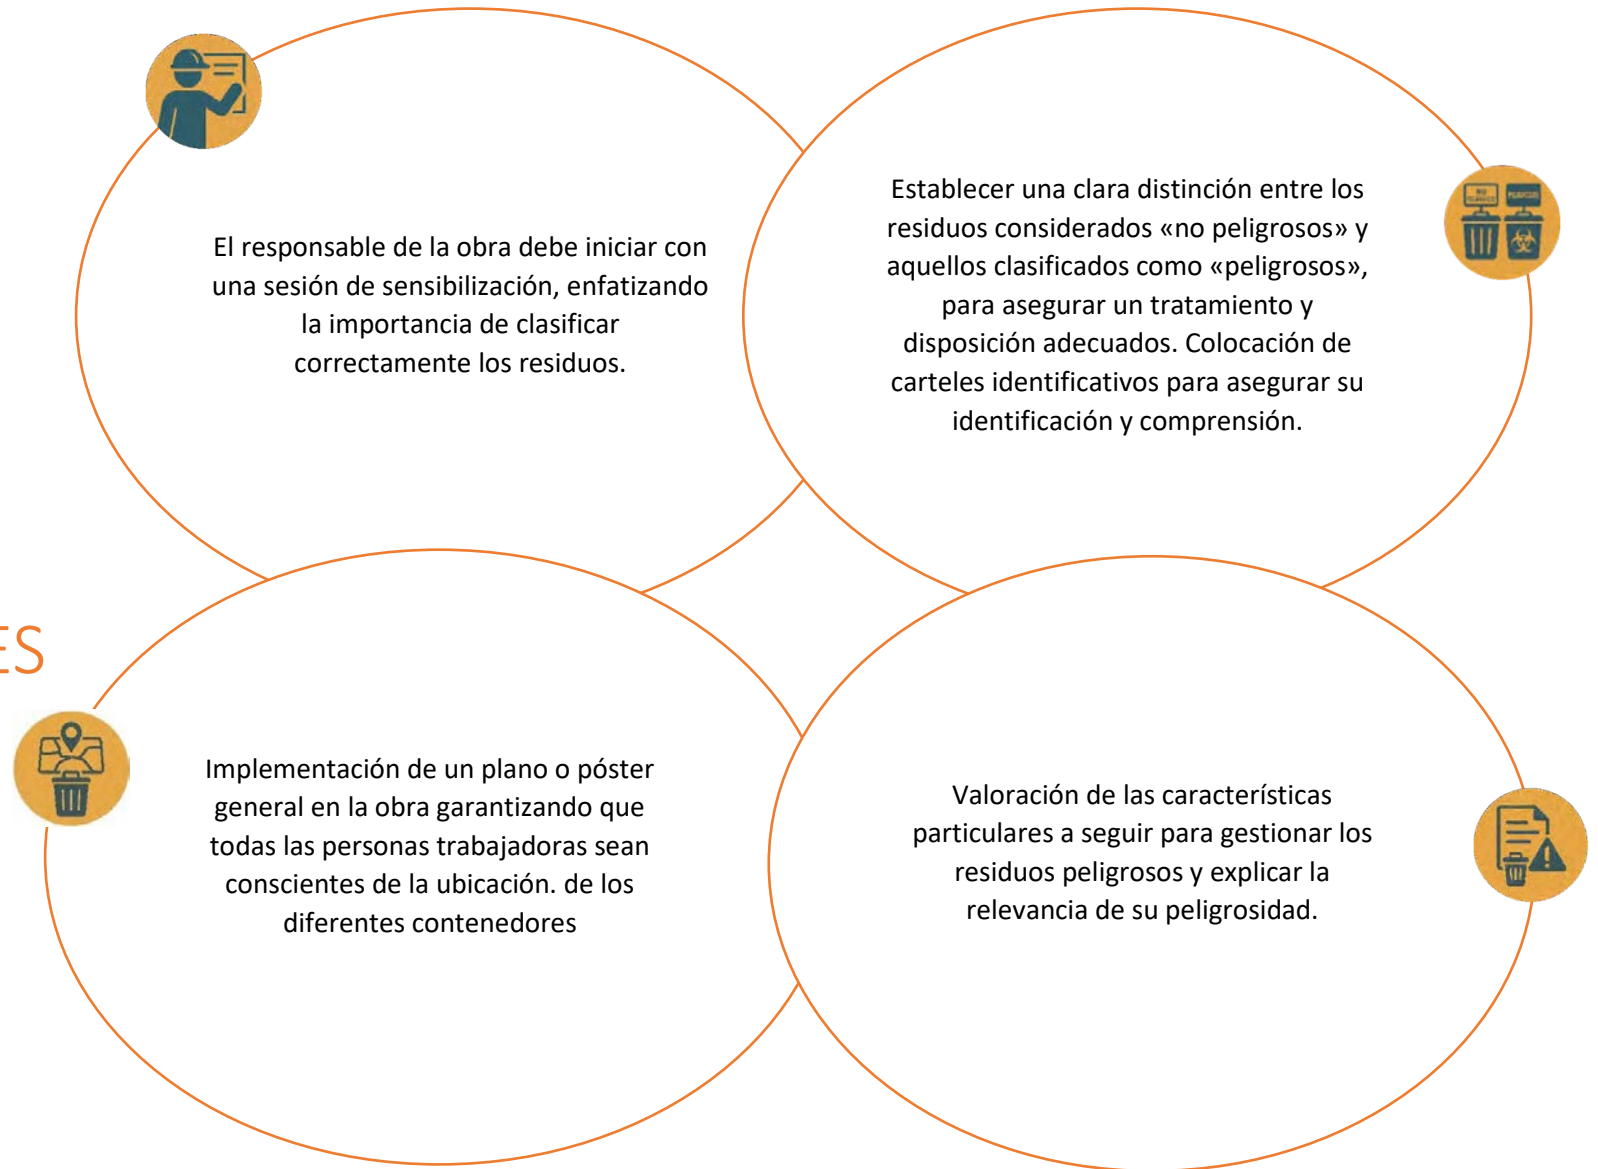 El responsable de la obra debe iniciar con
una sesión de sensibilización, enfatizando
la importancia de clasificar
correctamente los residuos.
Establecer una clara distinción entre los
residuos considerados «no peligrosos» y
aquellos clasificados como «peligrosos»,
para asegurar un tratamiento y
disposición adecuados. Colocación de
carteles identificativos para asegurar su
identificación y comprensión.
ES
Implementación de un plano o póster
general en la obra garantizando que
todas las personas trabajadoras sean
conscientes de la ubicación. de los
diferentes contenedores
Valoración de las características
particulares a seguir para gestionar los
residuos peligrosos y explicar la
relevancia de su peligrosidad.